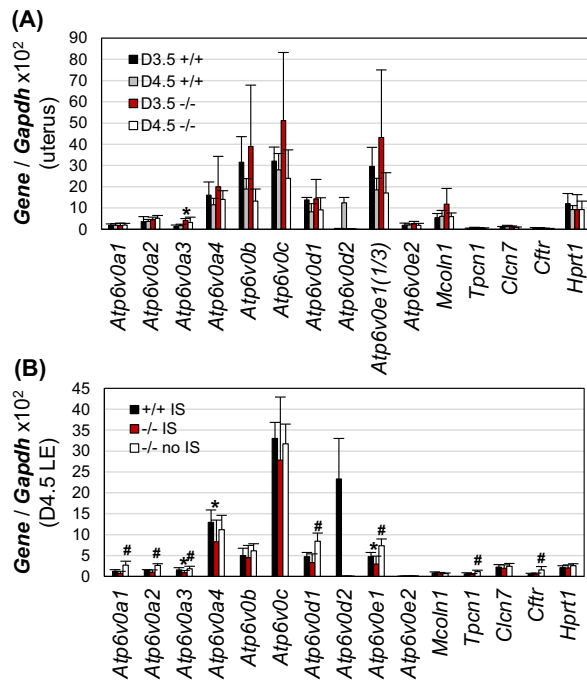 (A)
Gene / Gapdh x10²
(uterus)
90
80
70
60
50
40
30
20
10
0
D3.5 +/+
D4.5 +/+
D3.5 -/-
D4.5 -/-
*
Atp6v0a1
Atp6v0a2
Atp6v0a3
Atp6v0a4
Atp6v0b
Atp6v0c
Atp6v0d1
Atp6v0d2
Atp6v0e1(1/3)
Atp6v0e2
Mcoln1
Tpcn1
Clcn7
Cftr
Hprt1
(B)
Gene / Gapdh x10²
(D4.5 LE)
45
40
35
30
25
20
15
10
5
0
+/+ IS
-/- IS
-/- no IS
# # * # * # * # # #
Atp6v0a1
Atp6v0a2
Atp6v0a3
Atp6v0a4
Atp6v0b
Atp6v0c
Atp6v0d1
Atp6v0d2
Atp6v0e1
Atp6v0e2
Mcoln1
Tpcn1
Clcn7
Cftr
Hprt1